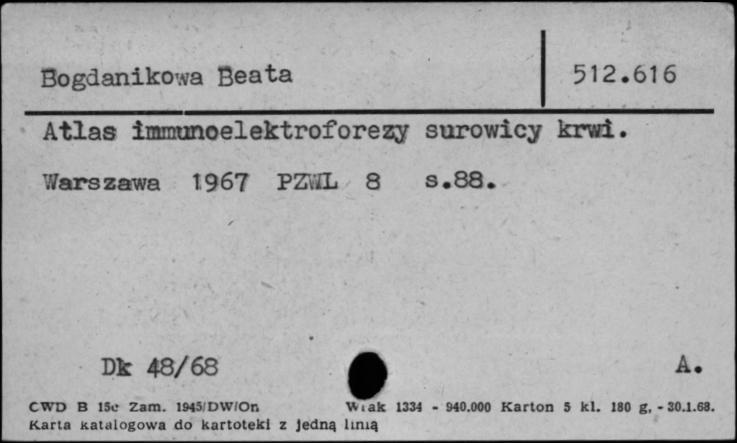 Bogdanikowa Beata 512.616
Atlas immunoelektroforezy surowicy krwi.
Warszawa 1967 PZWL 8 s.88.
Dk 48/68 A.
CWD B 15c Zam. 1945/DW/On Wiak 1334 - 940.000 Karton 5 kl. 180 g. - 30.1.68.
Karta katalogowa do kartoteki z jedną linią